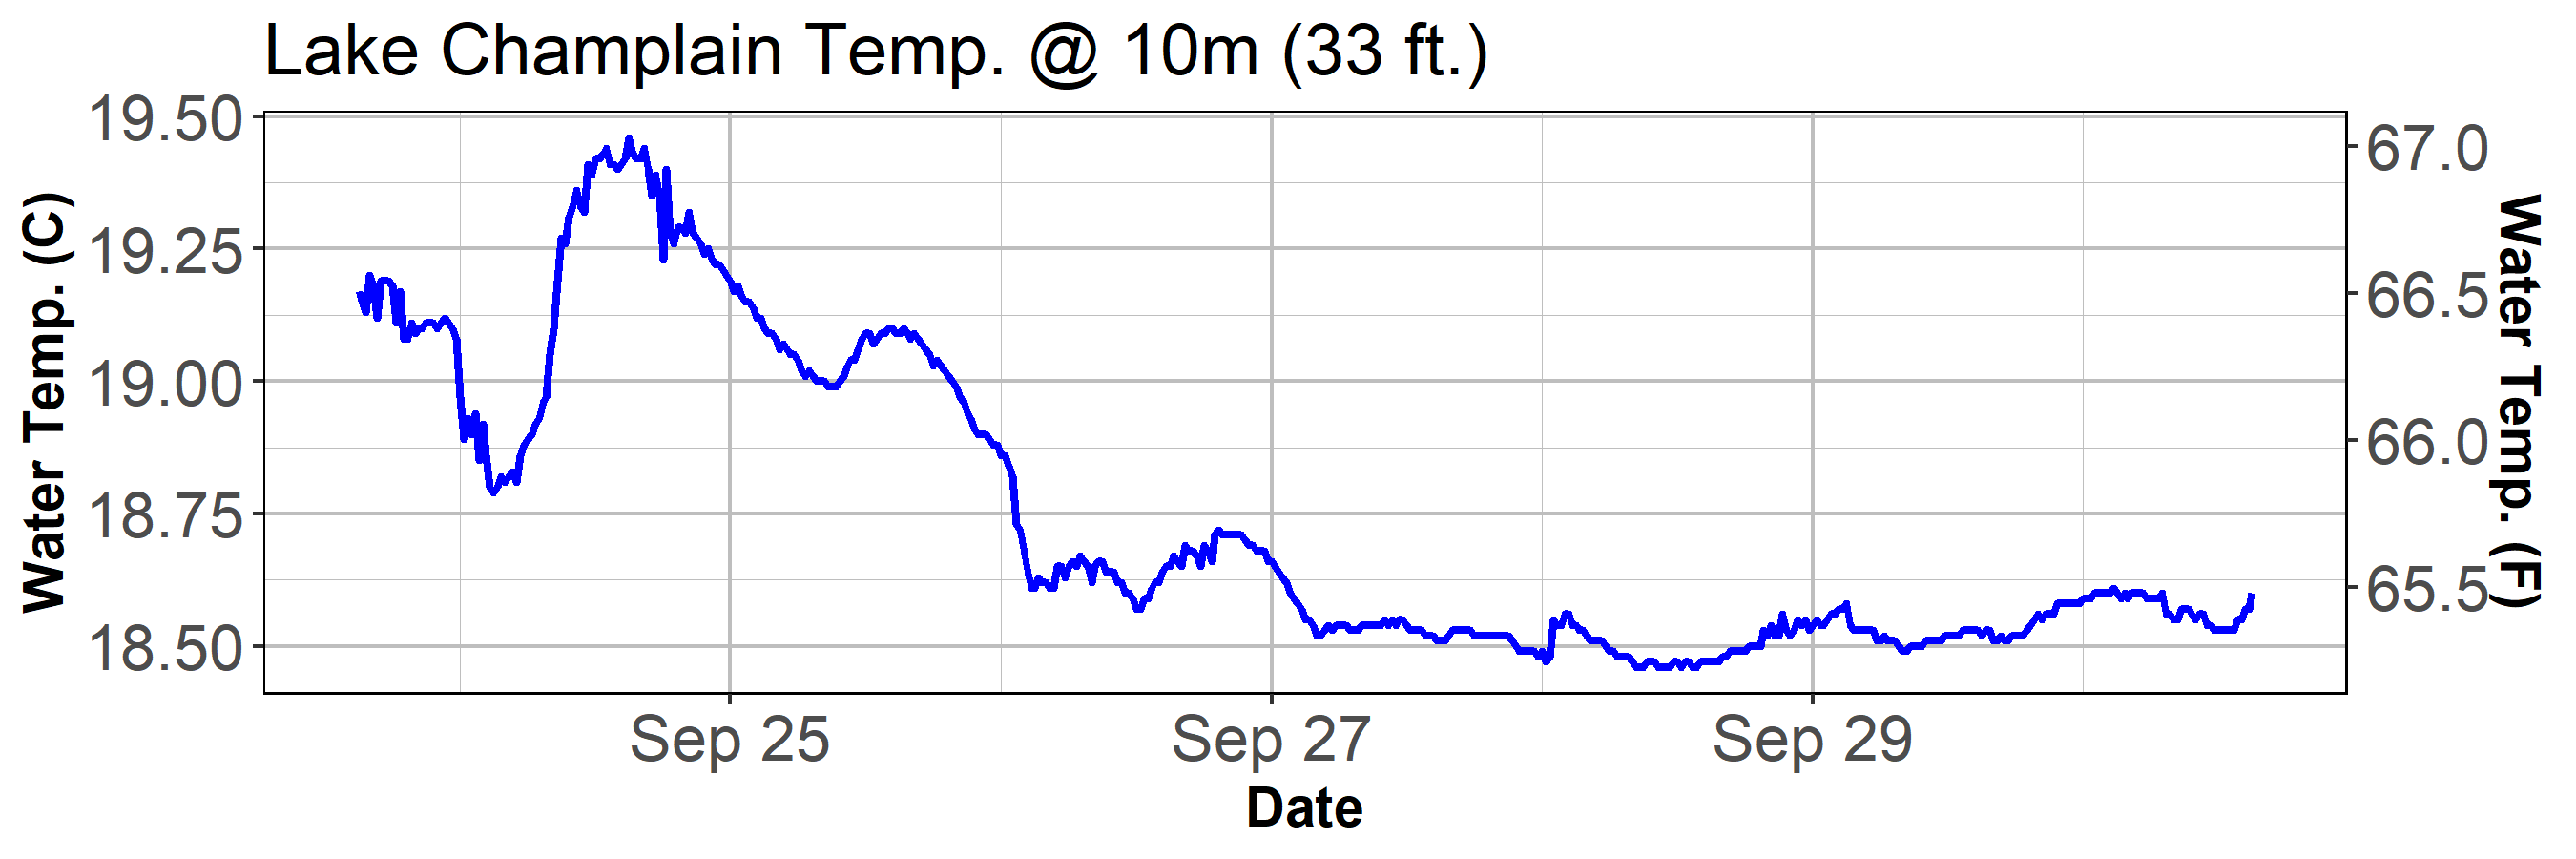 Lake Champlain Temp. @ 10m (33 ft.)
Water Temp. (C)
19.50
19.25
19.00
18.75
18.50
67.0
66.5
66.0
65.5
Water Temp. (F)
Sep 25
Sep 27
Sep 29
Date